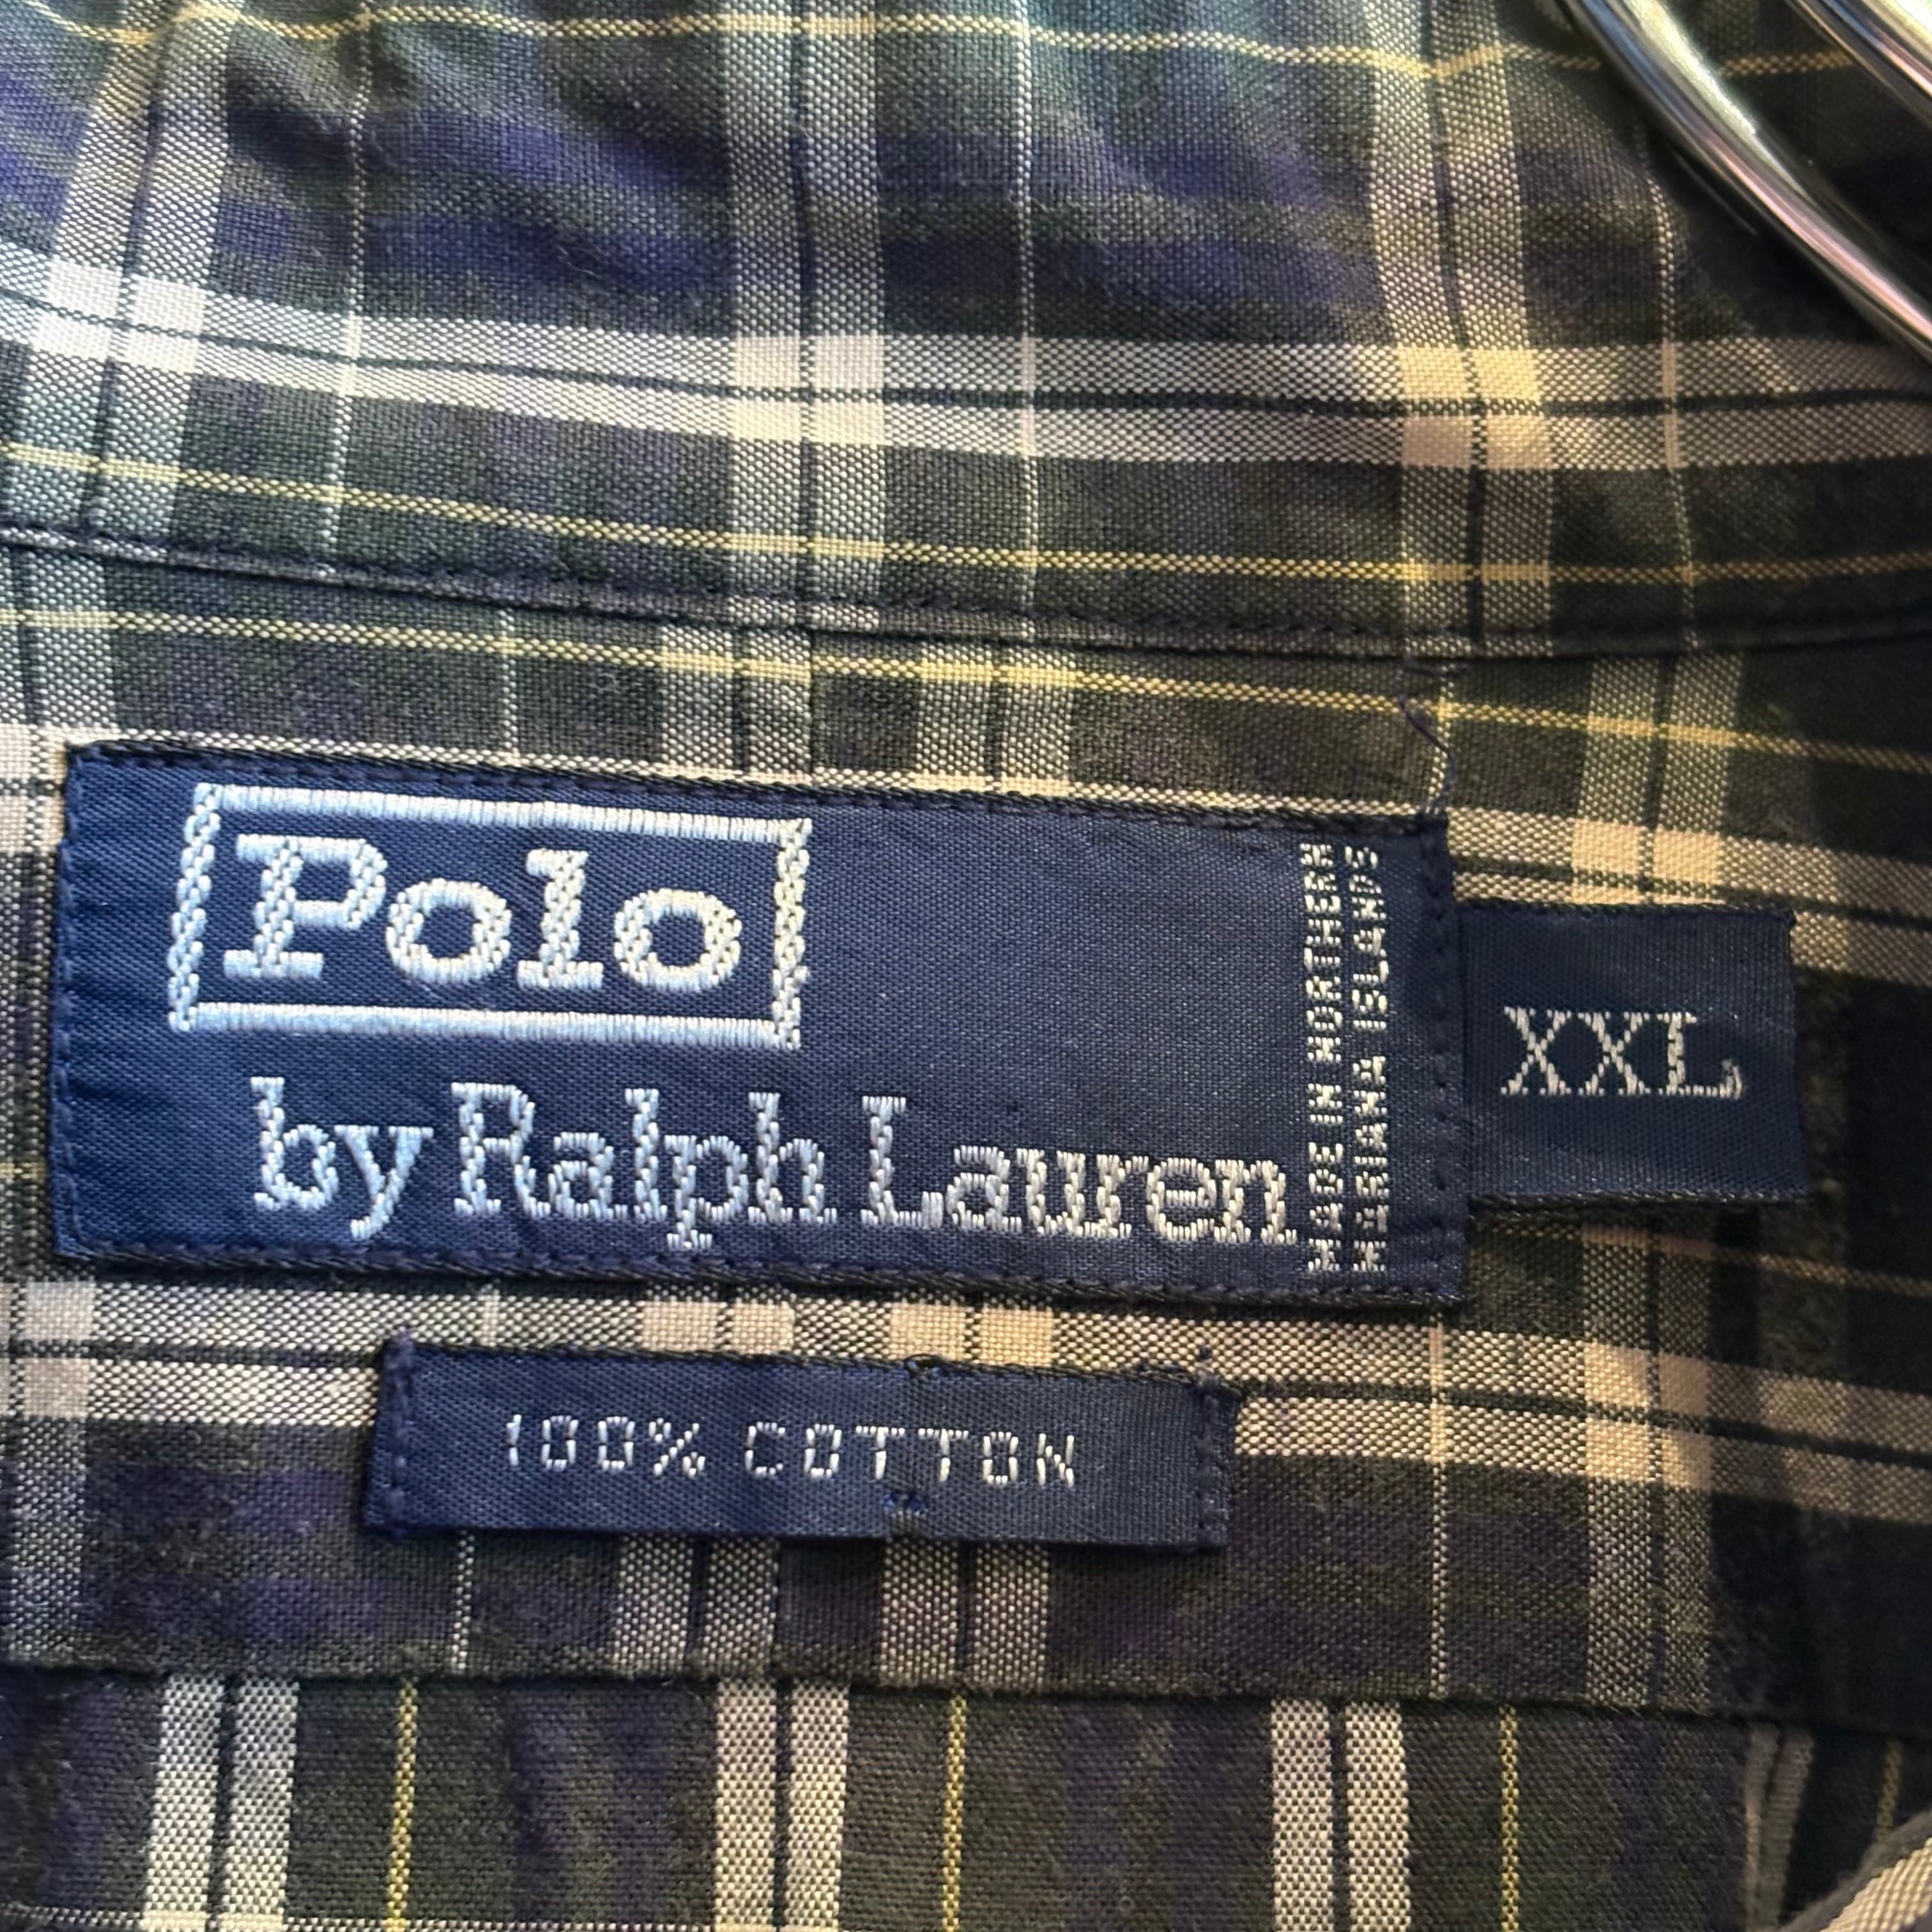 Polo
by Ralph Lauren
MADE IN NORTHERN
MARIANA ISLANDS
XXL
100% COTTON